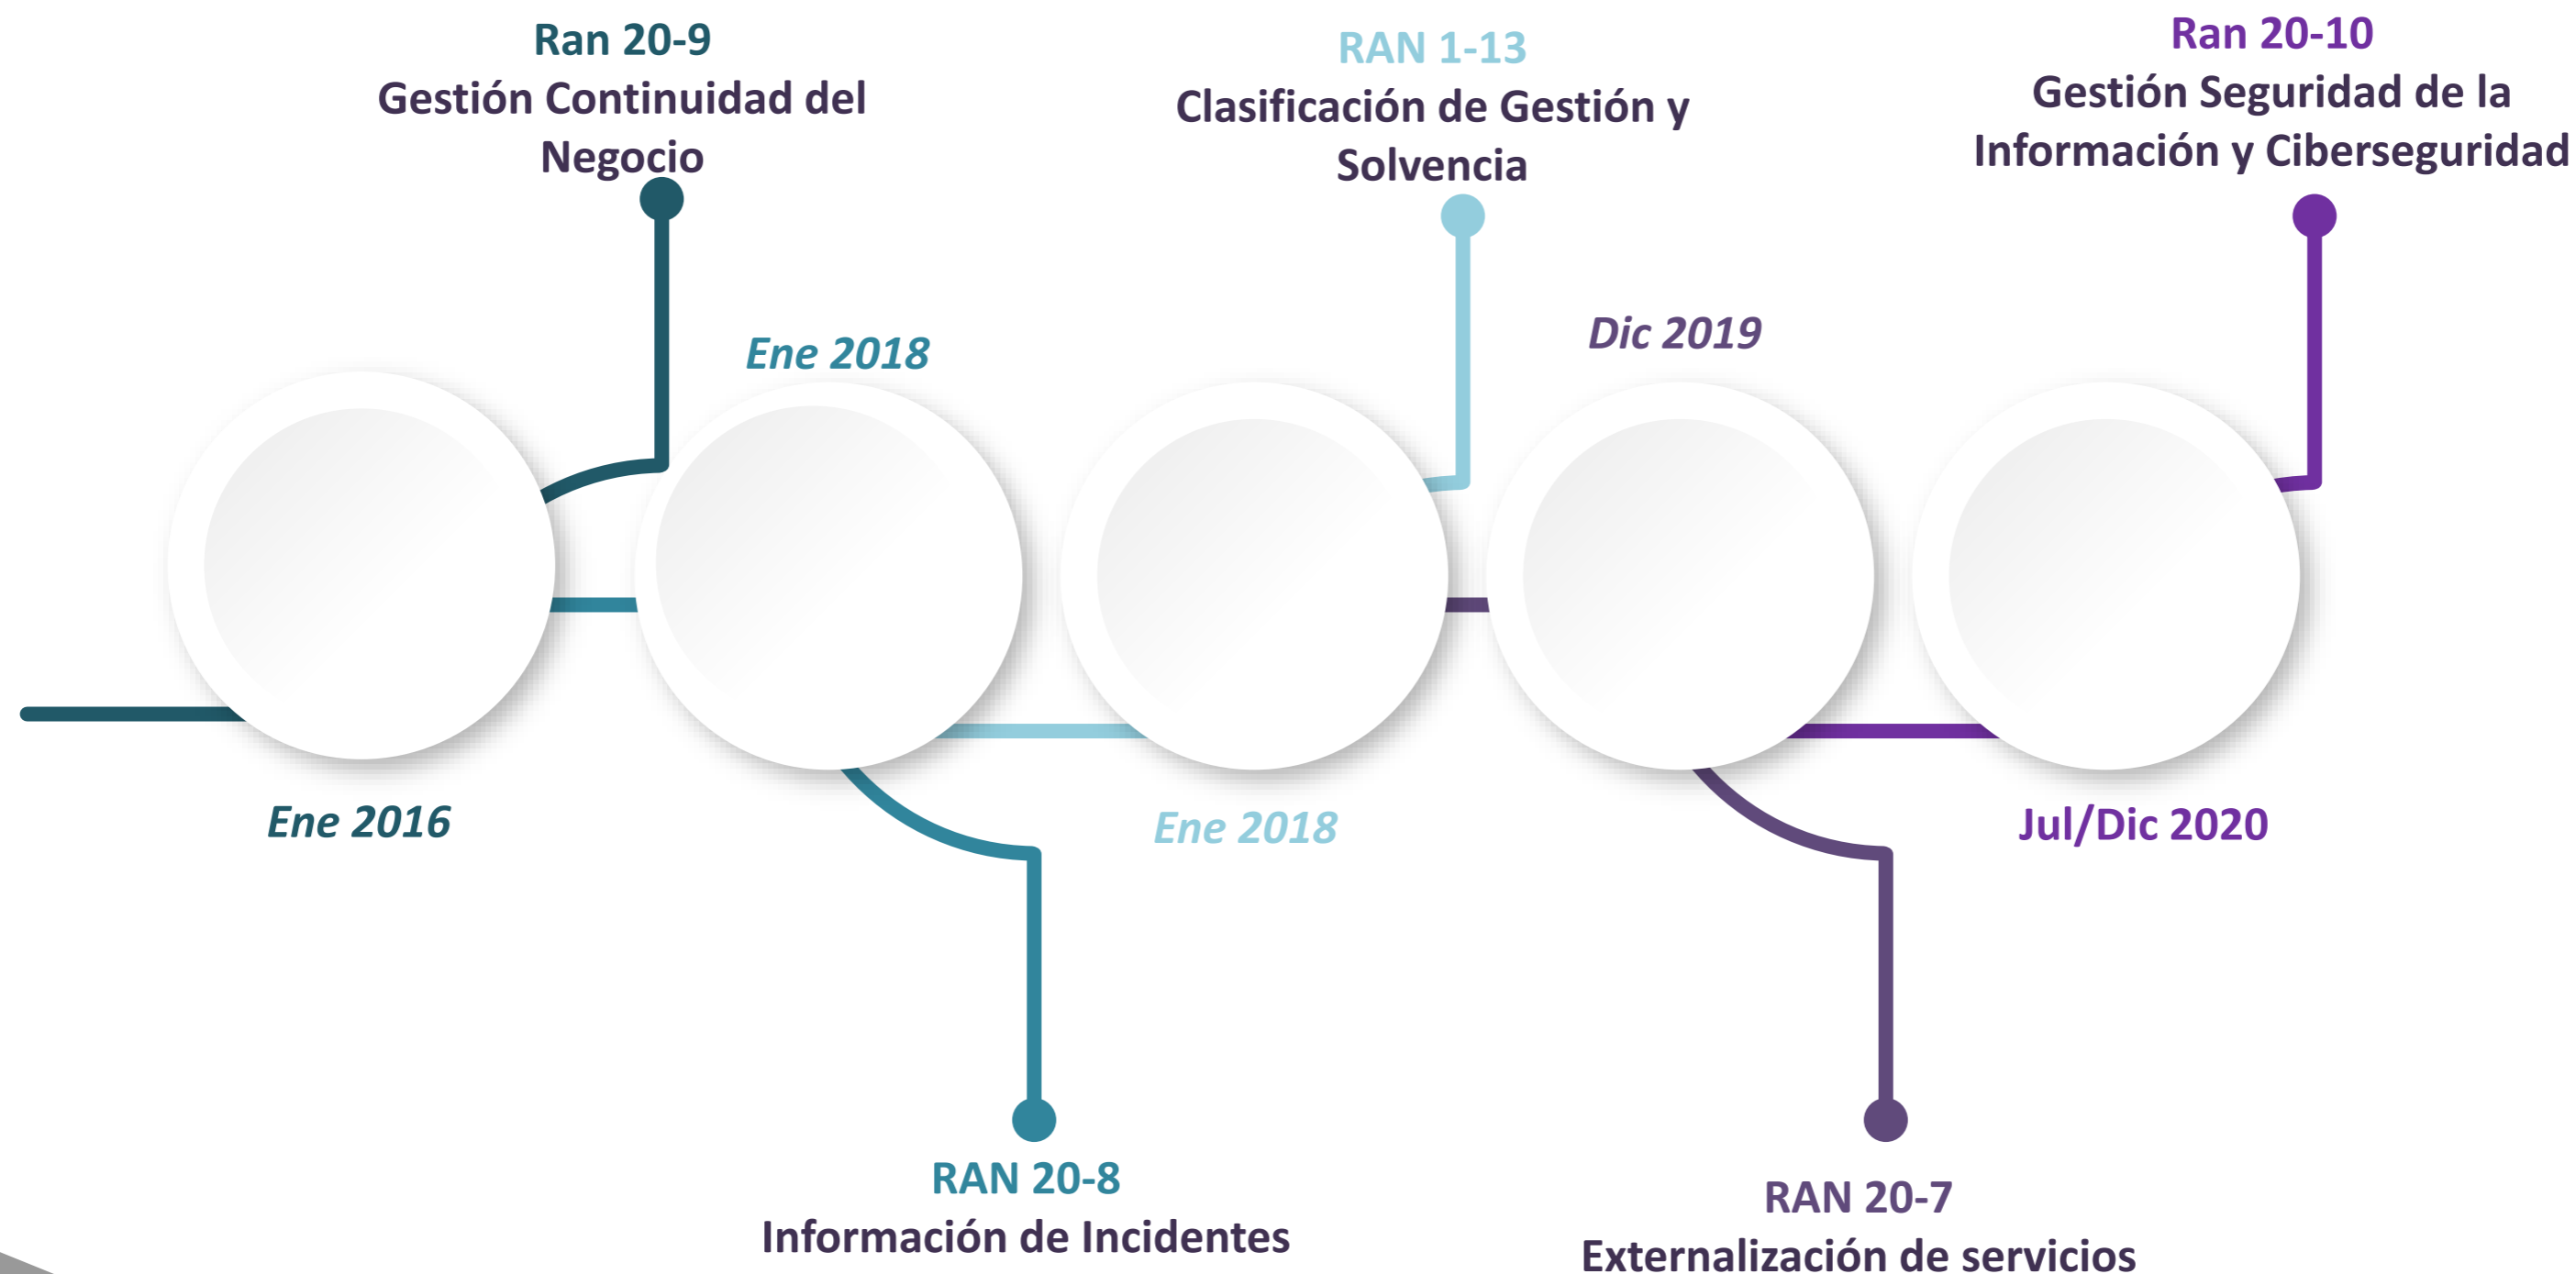 Ran 20-9
Gestión Continuidad del
Negocio
Ene 2016
Ene 2018
RAN 20-8
Información de Incidentes
RAN 1-13
Clasificación de Gestión y
Solvencia
Ene 2018
Dic 2019
RAN 20-7
Externalización de servicios
Ran 20-10
Gestión Seguridad de la
Información y Ciberseguridad
Jul/Dic 2020